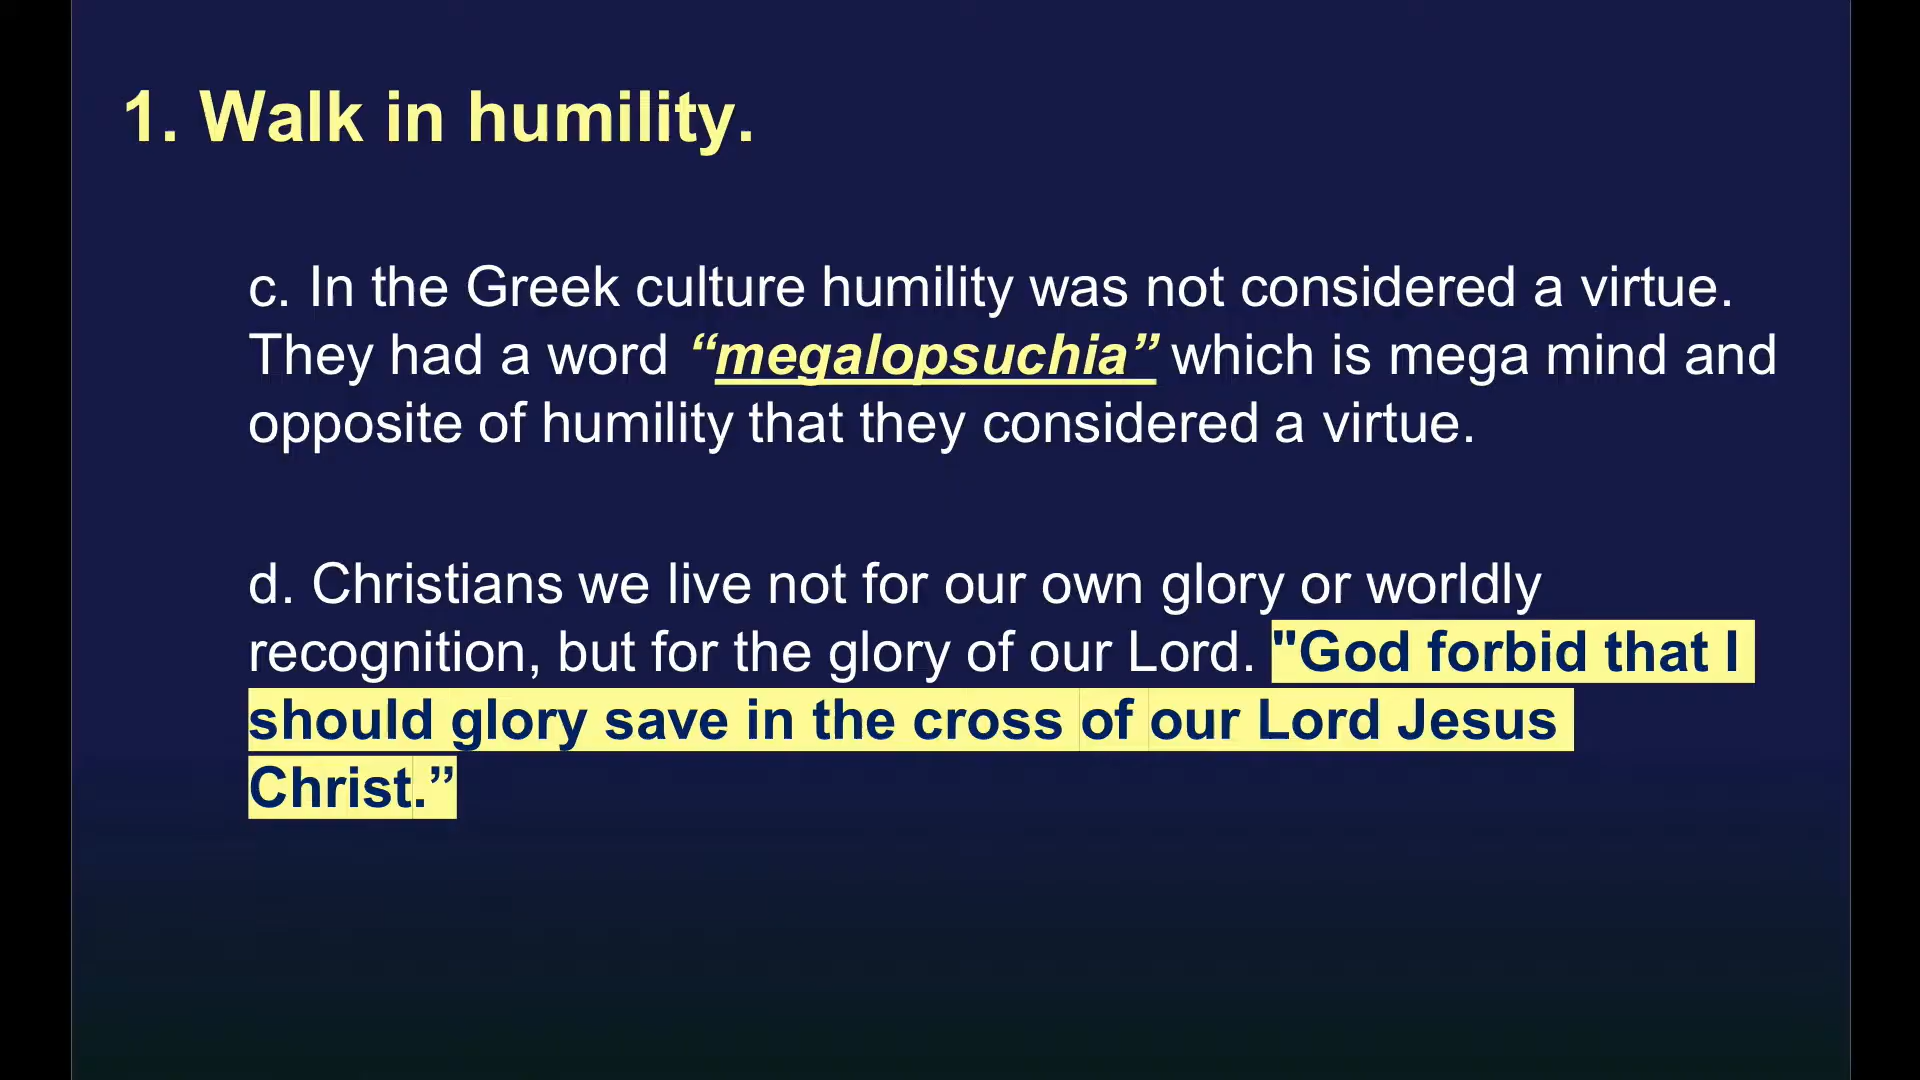 1. Walk in humility.
c. In the Greek culture humility was not considered a virtue.
They had a word “megalopsuchia” which is mega mind and
opposite of humility that they considered a virtue.
d. Christians we live not for our own glory or worldly
recognition, but for the glory of our Lord. "God forbid that I
should glory save in the cross of our Lord Jesus
Christ.”